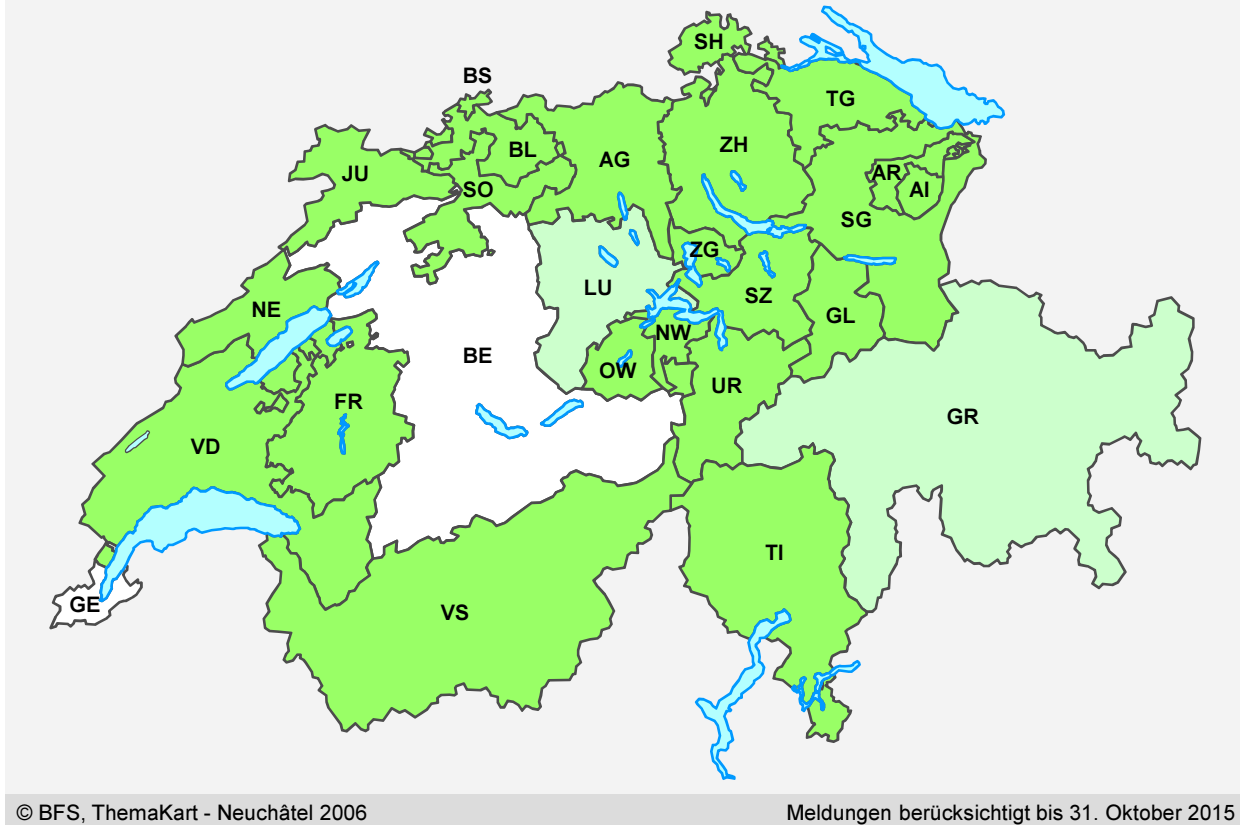 SH
BS
TG
BL
AG
ZH
JU
AR
AI
SO
SG
ZG
LU
SZ
NE
GL
NW
BE
OW
UR
FR
GR
VD
TI
GE
VS
© BFS, ThemaKart - Neuchâtel 2006
Meldungen berücksichtigt bis 31. Oktober 2015